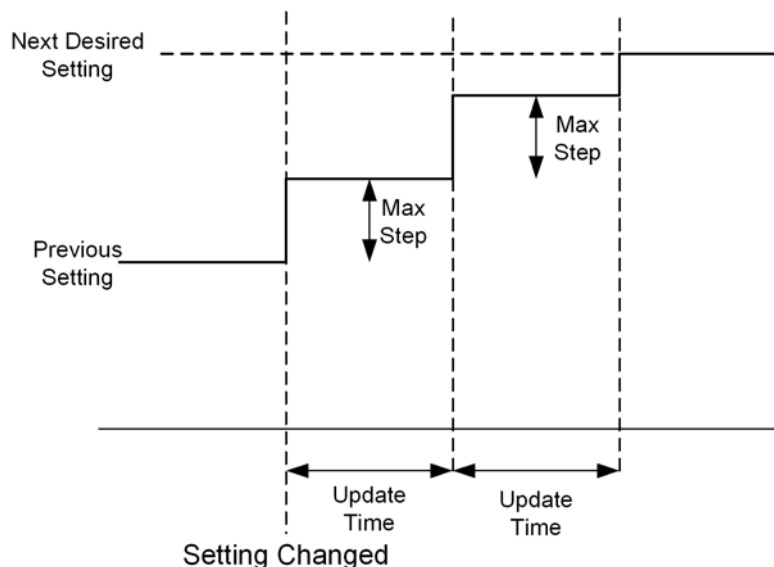 Next Desired
Setting
Max
Step
Max
Step
Previous
Setting
Update
Time
Update
Time
Setting Changed